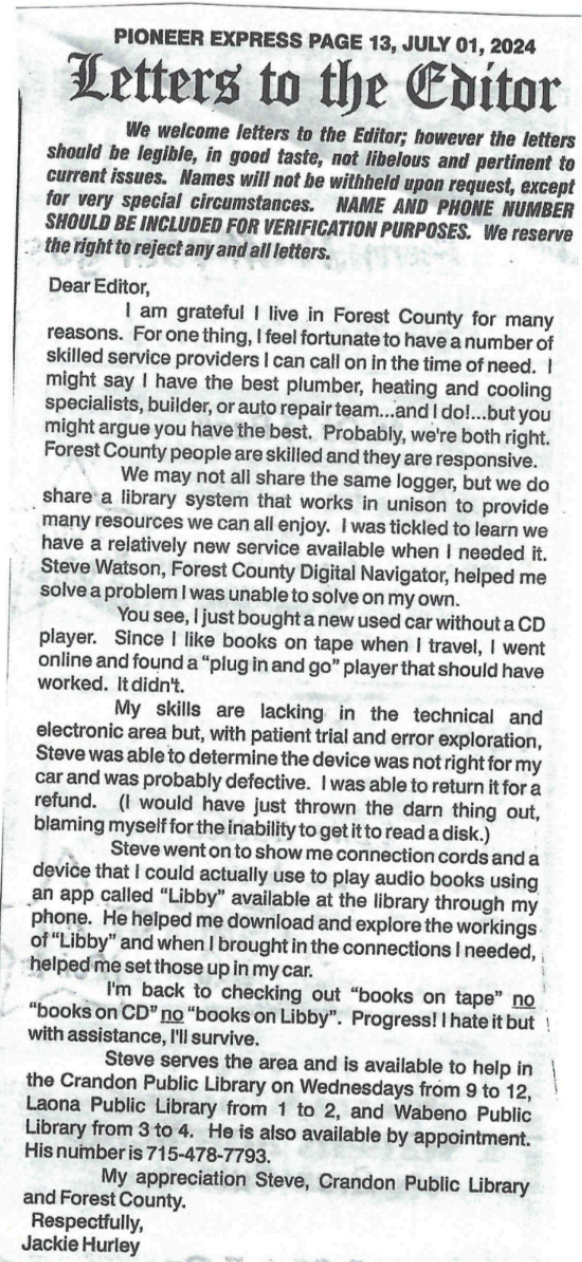 PIONEER EXPRESS PAGE 13, JULY 01, 2024
Letters to the Editor
We welcome letters to the Editor; however the letters
should be legible, in good taste, not libelous and pertinent to
current issues. Names will not be withheld upon request, except
for very special circumstances. NAME AND PHONE NUMBER
SHOULD BE INCLUDED FOR VERIFICATION PURPOSES. We reserve
the right to reject any and all letters.
Dear Editor,
I am grateful I live in Forest County for many
reasons. For one thing, I feel fortunate to have a number of
skilled service providers I can call on in the time of need. I
might say I have the best plumber, heating and cooling
specialists, builder, or auto repair team...and I do!...but you
might argue you have the best. Probably, we're both right.
Forest County people are skilled and they are responsive.
We may not all share the same logger, but we do
share a library system that works in unison to provide
many resources we can all enjoy. I was tickled to learn we
have a relatively new service available when I needed it.
Steve Watson, Forest County Digital Navigator, helped me
solve a problem I was unable to solve on my own.
You see, I just bought a new used car without a CD
player. Since I like books on tape when I travel, I went
online and found a "plug in and go" player that should have
worked. It didn't.
My skills are lacking in the technical and
electronic area but, with patient trial and error exploration,
Steve was able to determine the device was not right for my
car and was probably defective. I was able to return it for a
refund. (I would have just thrown the darn thing out,
blaming myself for the inability to get it to read a disk.)
Steve went on to show me connection cords and a
device that I could actually use to play audio books using
an app called "Libby" available at the library through my
phone. He helped me download and explore the workings
of "Libby" and when I brought in the connections I needed,
helped me set those up in my car.
I'm back to checking out "books on tape" no
"books on CD" no "books on Libby". Progress! I hate it but
with assistance, I'll survive.
Steve serves the area and is available to help in
the Crandon Public Library on Wednesdays from 9 to 12,
Laona Public Library from 1 to 2, and Wabeno Public
Library from 3 to 4. He is also available by appointment.
His number is 715-478-7793.
My appreciation Steve, Crandon Public Library
and Forest County.
Respectfully,
Jackie Hurley